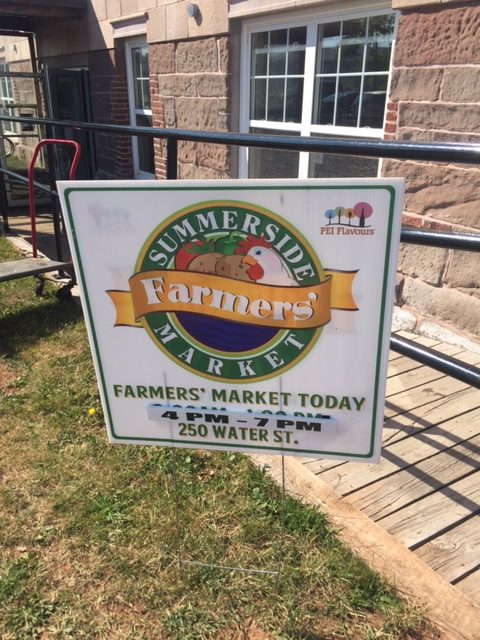 SUMMERSIDE
Farmers'
MARKET
PEI Flavours
FARMERS' MARKET TODAY
4 PM - 7 PM
250 WATER ST.